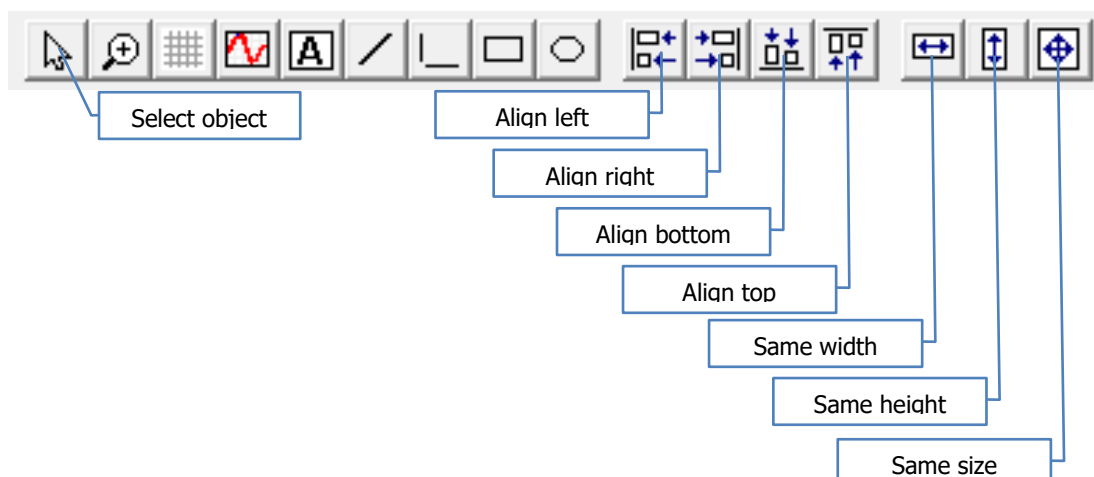 A
Select object
Align left
Align right
Align bottom
Align top
Same width
Same height
Same size